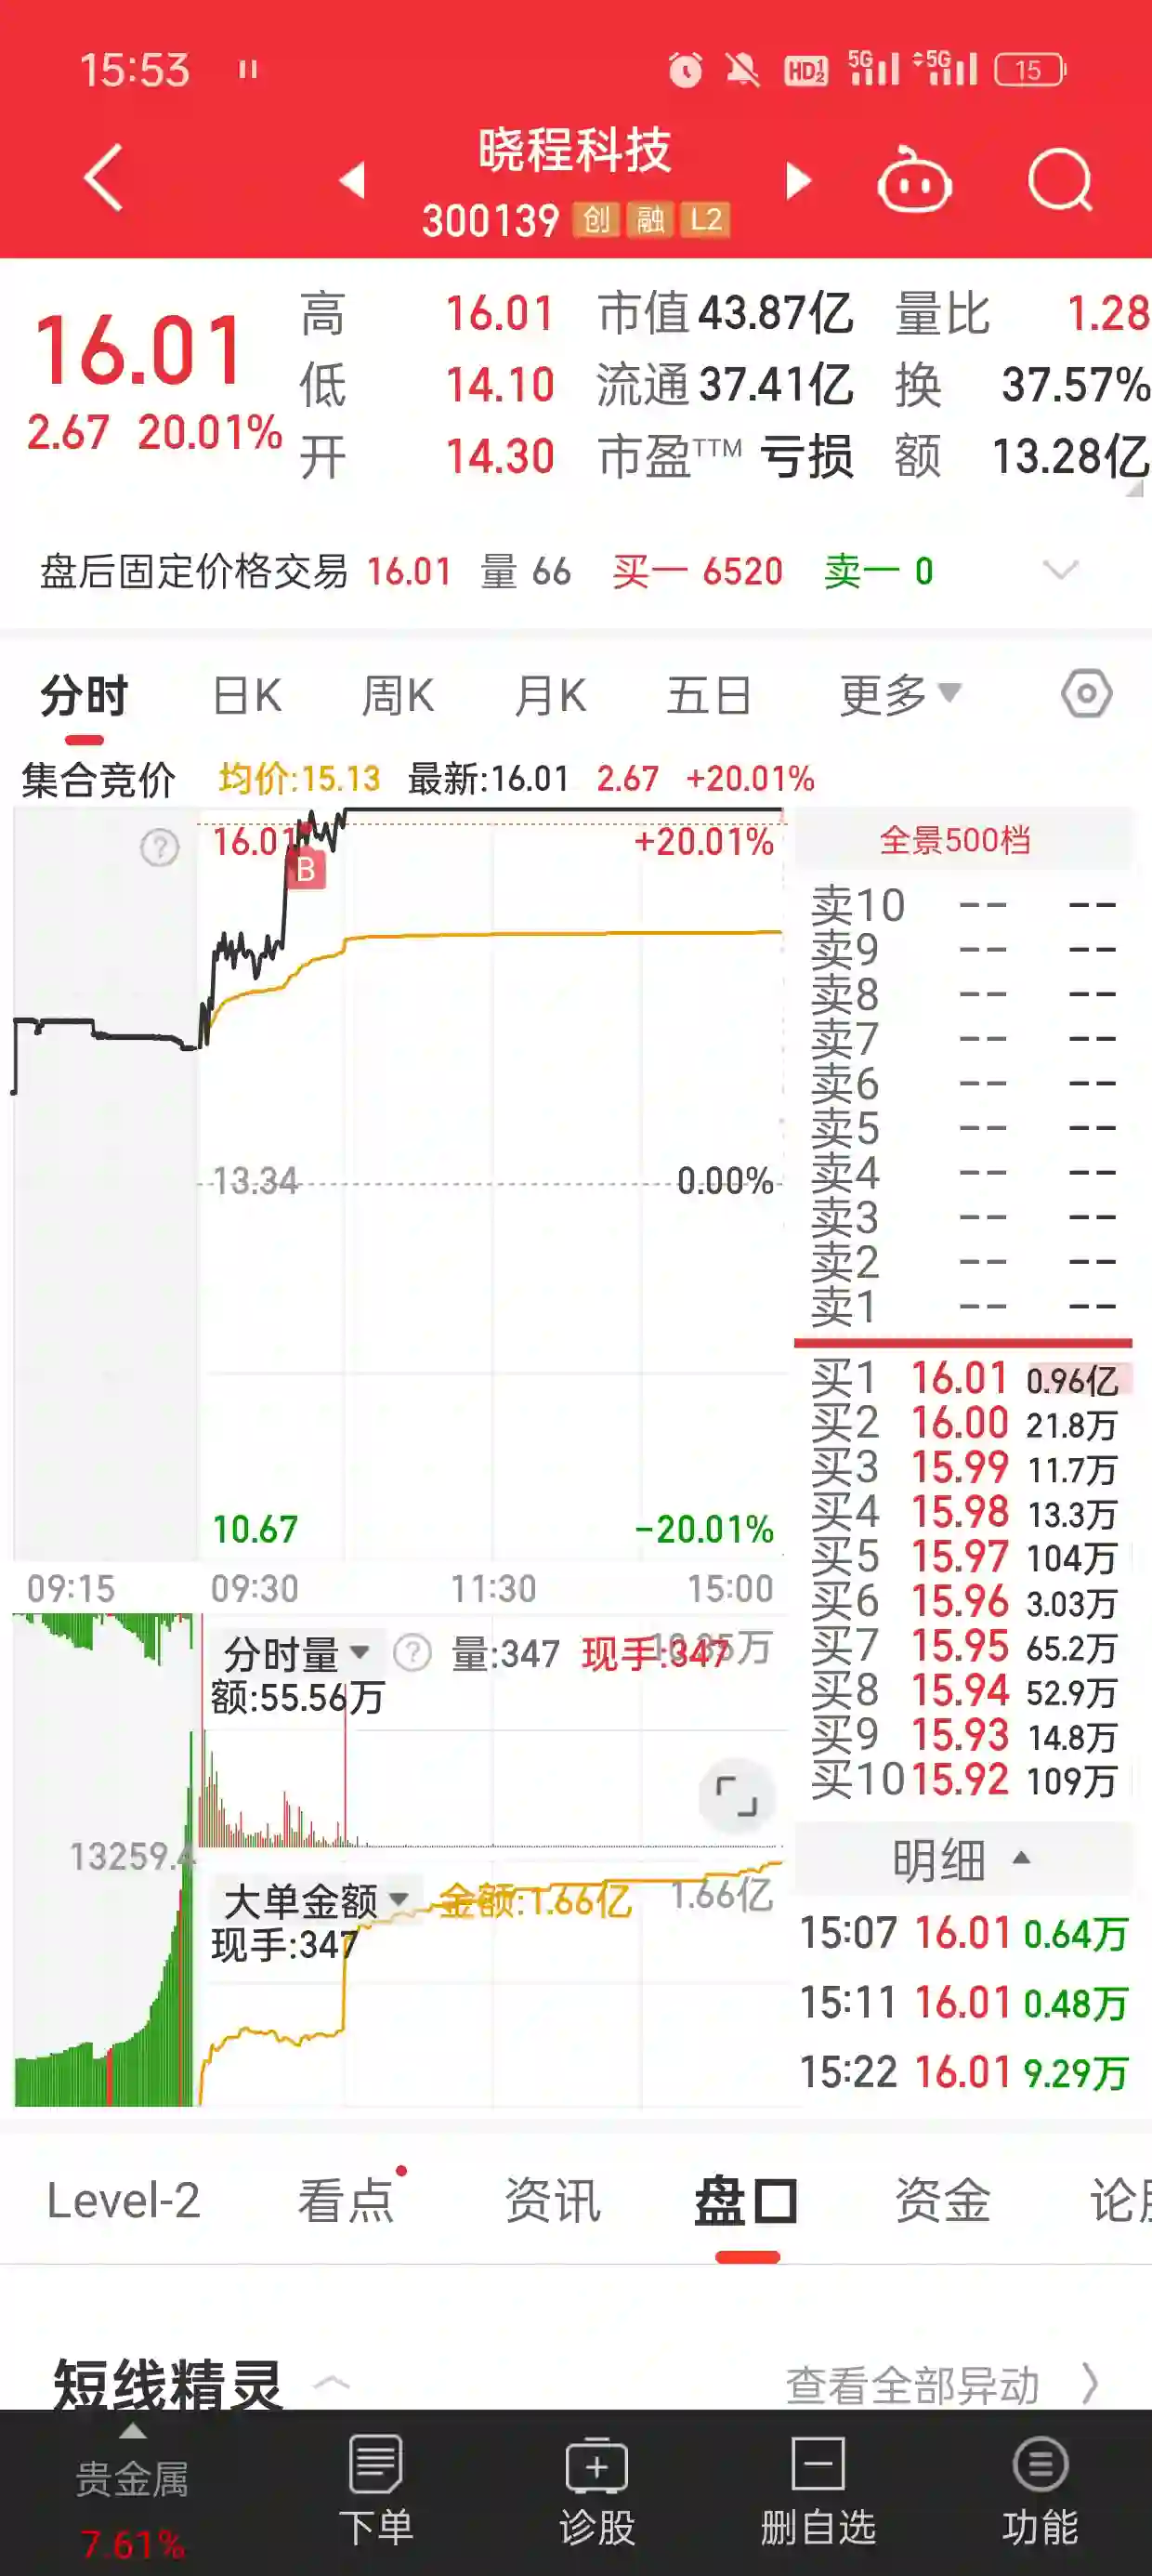 15:53 HD 1 2 5G 5G 15
晓程科技
300139 创 融 L2
16.01
2.67 20.01%
高 16.01 市值 43.87亿 量比 1.28
低 14.10 流通 37.41亿 换 37.57%
开 14.30 市盈TTM 亏损 额 13.28亿
盘后固定价格交易 16.01 量 66 买一 6520 卖一 0
分时 日K 周K 月K 五日 更多
集合竞价 均价:15.13 最新:16.01 2.67 +20.01%
? 16.01 +20.01%
B
13.34 0.00%
10.67 -20.01%
09:15 09:30 11:30 15:00
分时量 ? 量:347 现手:347
额:55.56万
13259.4
大单金额 金额:1.66亿 1.66亿
现手:347
全景500档
卖10 -- --
卖9 -- --
卖8 -- --
卖7 -- --
卖6 -- --
卖5 -- --
卖4 -- --
卖3 -- --
卖2 -- --
卖1 -- --
买1 16.01 0.96亿
买2 16.00 21.8万
买3 15.99 11.7万
买4 15.98 13.3万
买5 15.97 104万
买6 15.96 3.03万
买7 15.95 65.2万
买8 15.94 52.9万
买9 15.93 14.8万
买10 15.92 109万
明细
15:07 16.01 0.64万
15:11 16.01 0.48万
15:22 16.01 9.29万
Level-2 看点 资讯 盘口 资金 论
短线精灵 查看全部异动
贵金属 下单 诊股 删自选 功能
7.61%